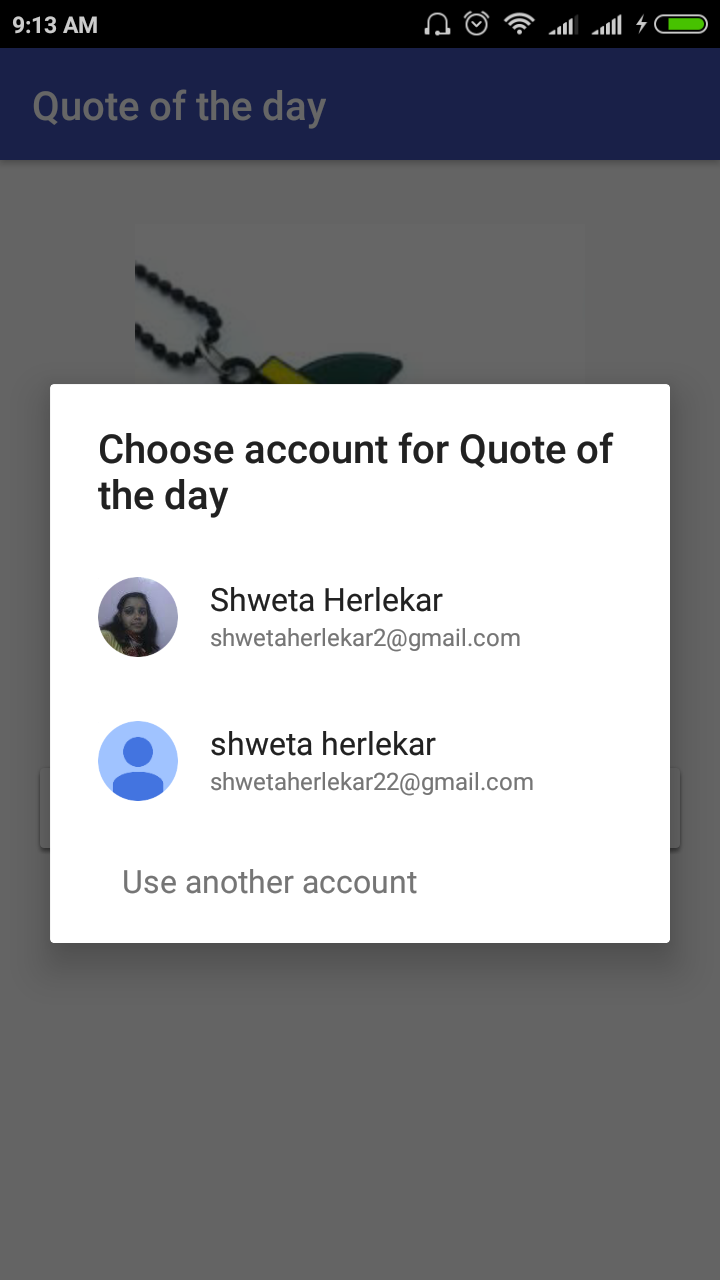 9:13 AM
Quote of the day
Choose account for Quote of
the day
Shweta Herlekar
shwetaherlekar2@gmail.com
shweta herlekar
shwetaherlekar22@gmail.com
Use another account